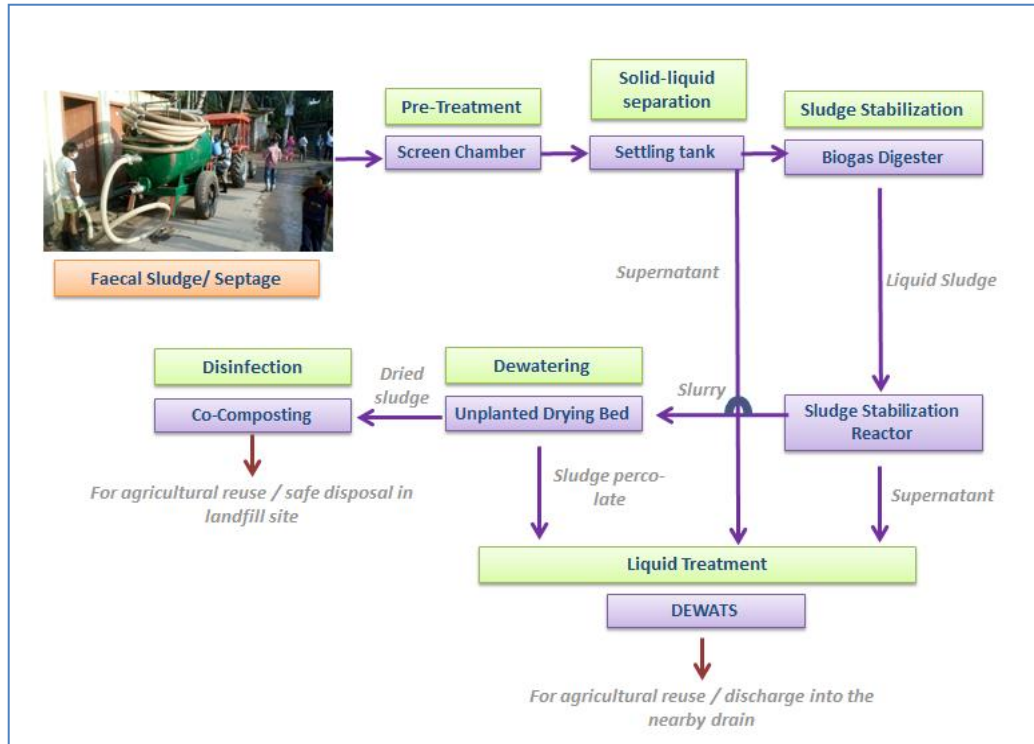 Solid-liquid
separation
Pre-Treatment
Sludge Stabilization
Screen Chamber
Settling tank
Biogas Digester
Faecal Sludge/ Septage
Supernatant
Liquid Sludge
Disinfection
Dried
sludge
Dewatering
Slurry
Co-Composting
Unplanted Drying Bed
Sludge Stabilization
Reactor
For agricultural reuse / safe disposal in
landfill site
Sludge perco-
late
Supernatant
Liquid Treatment
DEWATS
For agricultural reuse / discharge into the
nearby drain